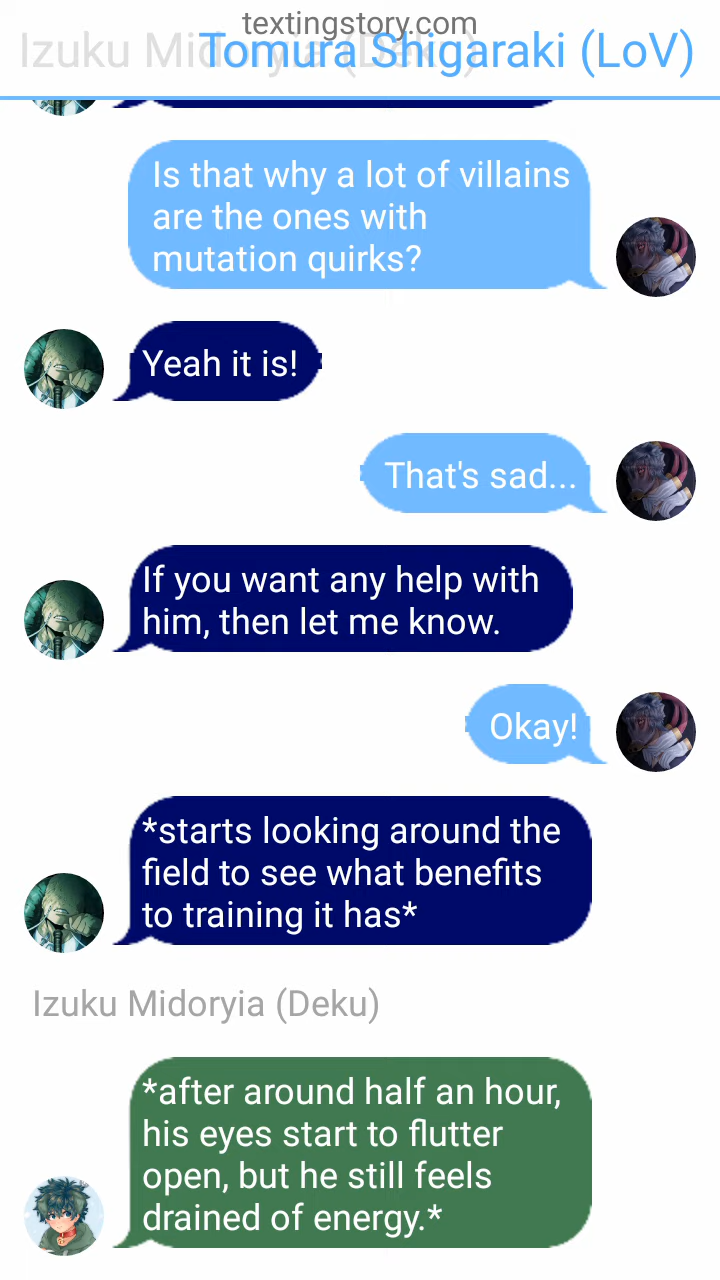 textingstory.com
Izuku Midoryia (Deku)
Tomura Shigaraki (LoV)
Is that why a lot of villains
are the ones with
mutation quirks?
Yeah it is!
That's sad...
If you want any help with
him, then let me know.
Okay!
*starts looking around the
field to see what benefits
to training it has*
Izuku Midoryia (Deku)
*after around half an hour,
his eyes start to flutter
open, but he still feels
drained of energy.*